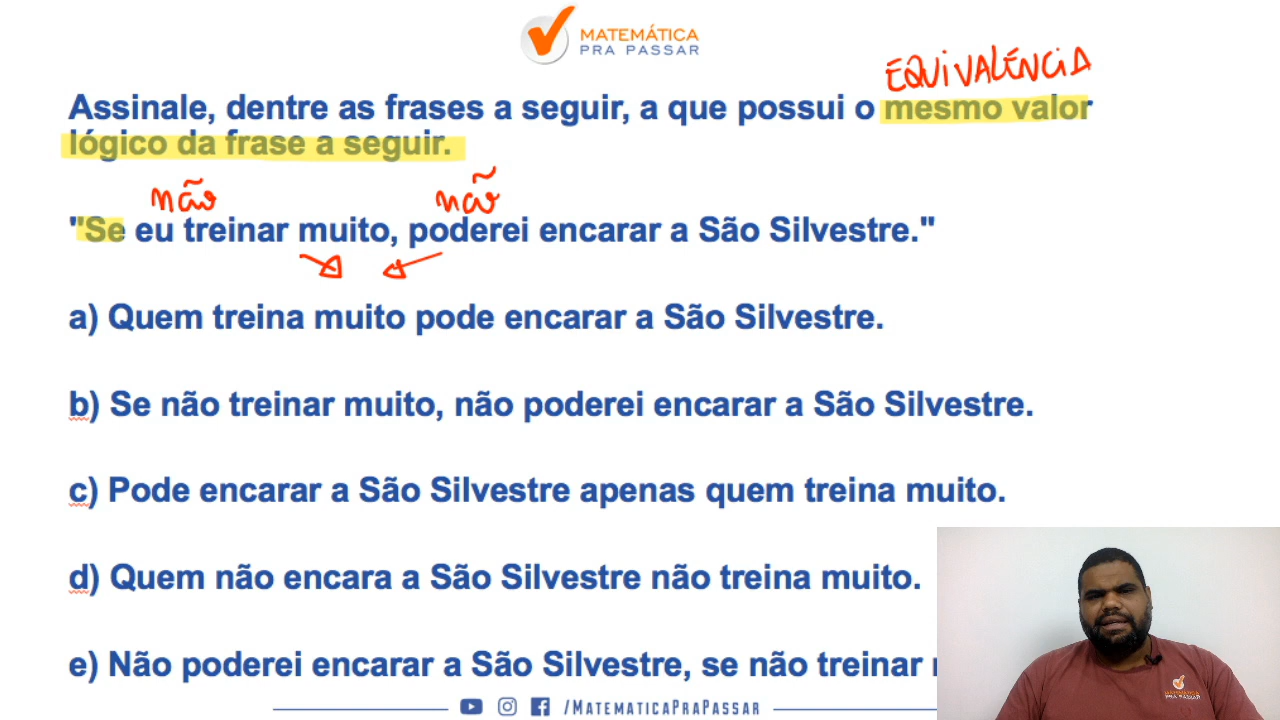 MATEMÁTICA
PRA PASSAR
EQUIVALÊNCIA
Assinale, dentre as frases a seguir, a que possui o mesmo valor
lógico da frase a seguir.
não não
"Se eu treinar muito, poderei encarar a São Silvestre."
a) Quem treina muito pode encarar a São Silvestre.
b) Se não treinar muito, não poderei encarar a São Silvestre.
c) Pode encarar a São Silvestre apenas quem treina muito.
d) Quem não encara a São Silvestre não treina muito.
e) Não poderei encarar a São Silvestre, se não treinar
MATEMÁTICA
PRA PASSAR
/MATEMATICAPRAPASSAR